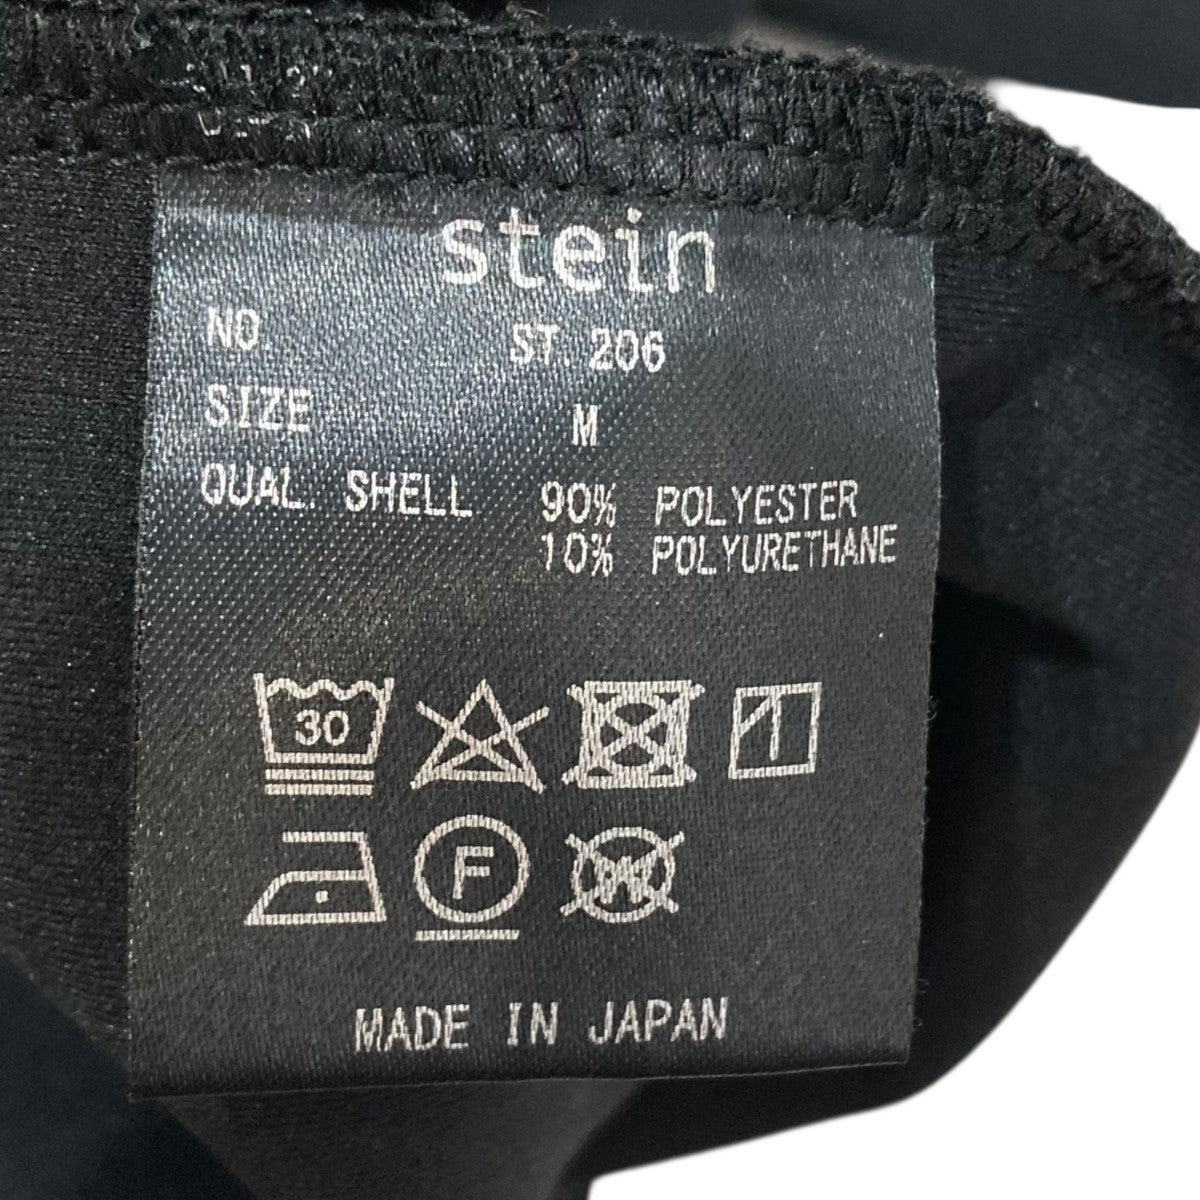 stein
NO ST. 206
SIZE M
QUAL. SHELL 90% POLYESTER
10% POLYURETHANE
30
F W
MADE IN JAPAN